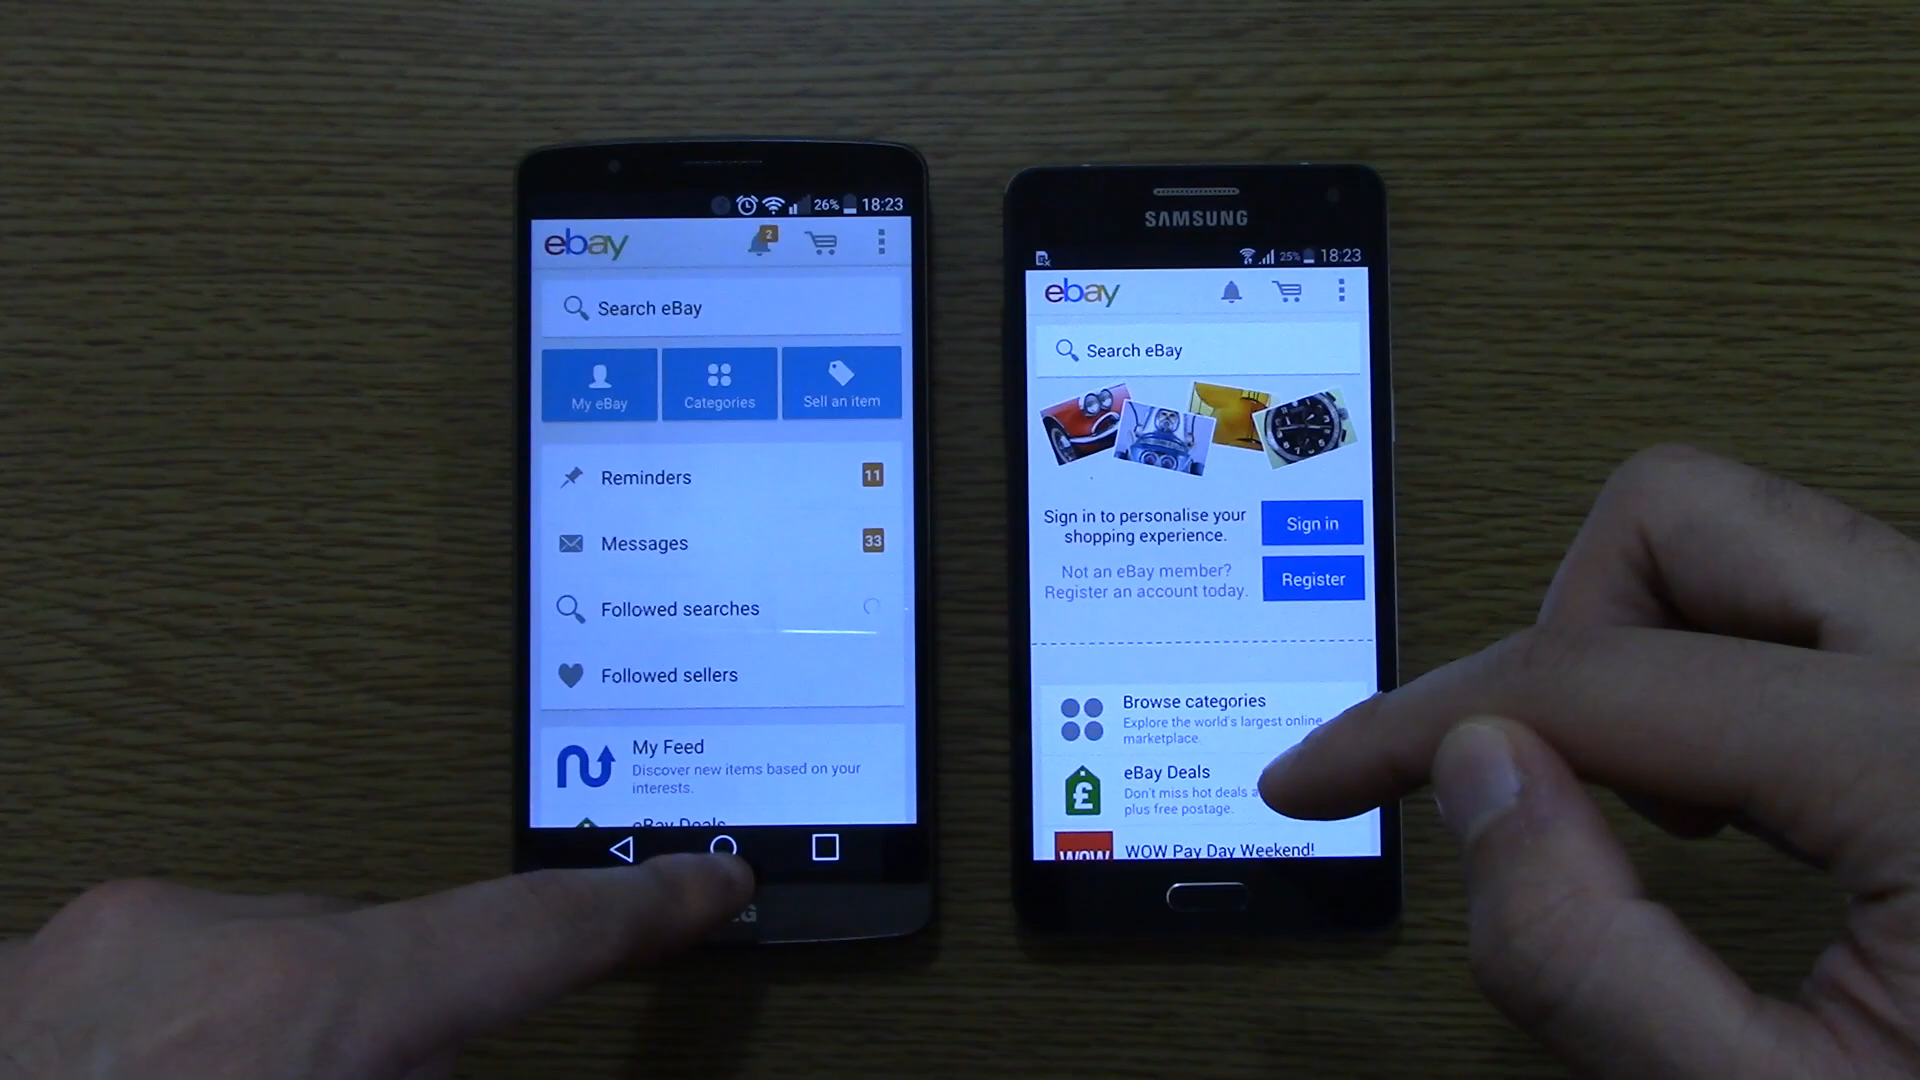 26% 18:23
ebay
2
Search eBay
My eBay
Categories
Sell an item
Reminders
11
Messages
33
Followed searches
Followed sellers
My Feed
Discover new items based on your
interests.
eBay Deals
SAMSUNG
25% 18:23
ebay
Search eBay
Sign in to personalise your
shopping experience.
Sign in
Not an eBay member?
Register an account today.
Register
Browse categories
Explore the world's largest online
marketplace.
eBay Deals
£
Don't miss hot deals
plus free postage.
WOW
WOW Pay Day Weekend!